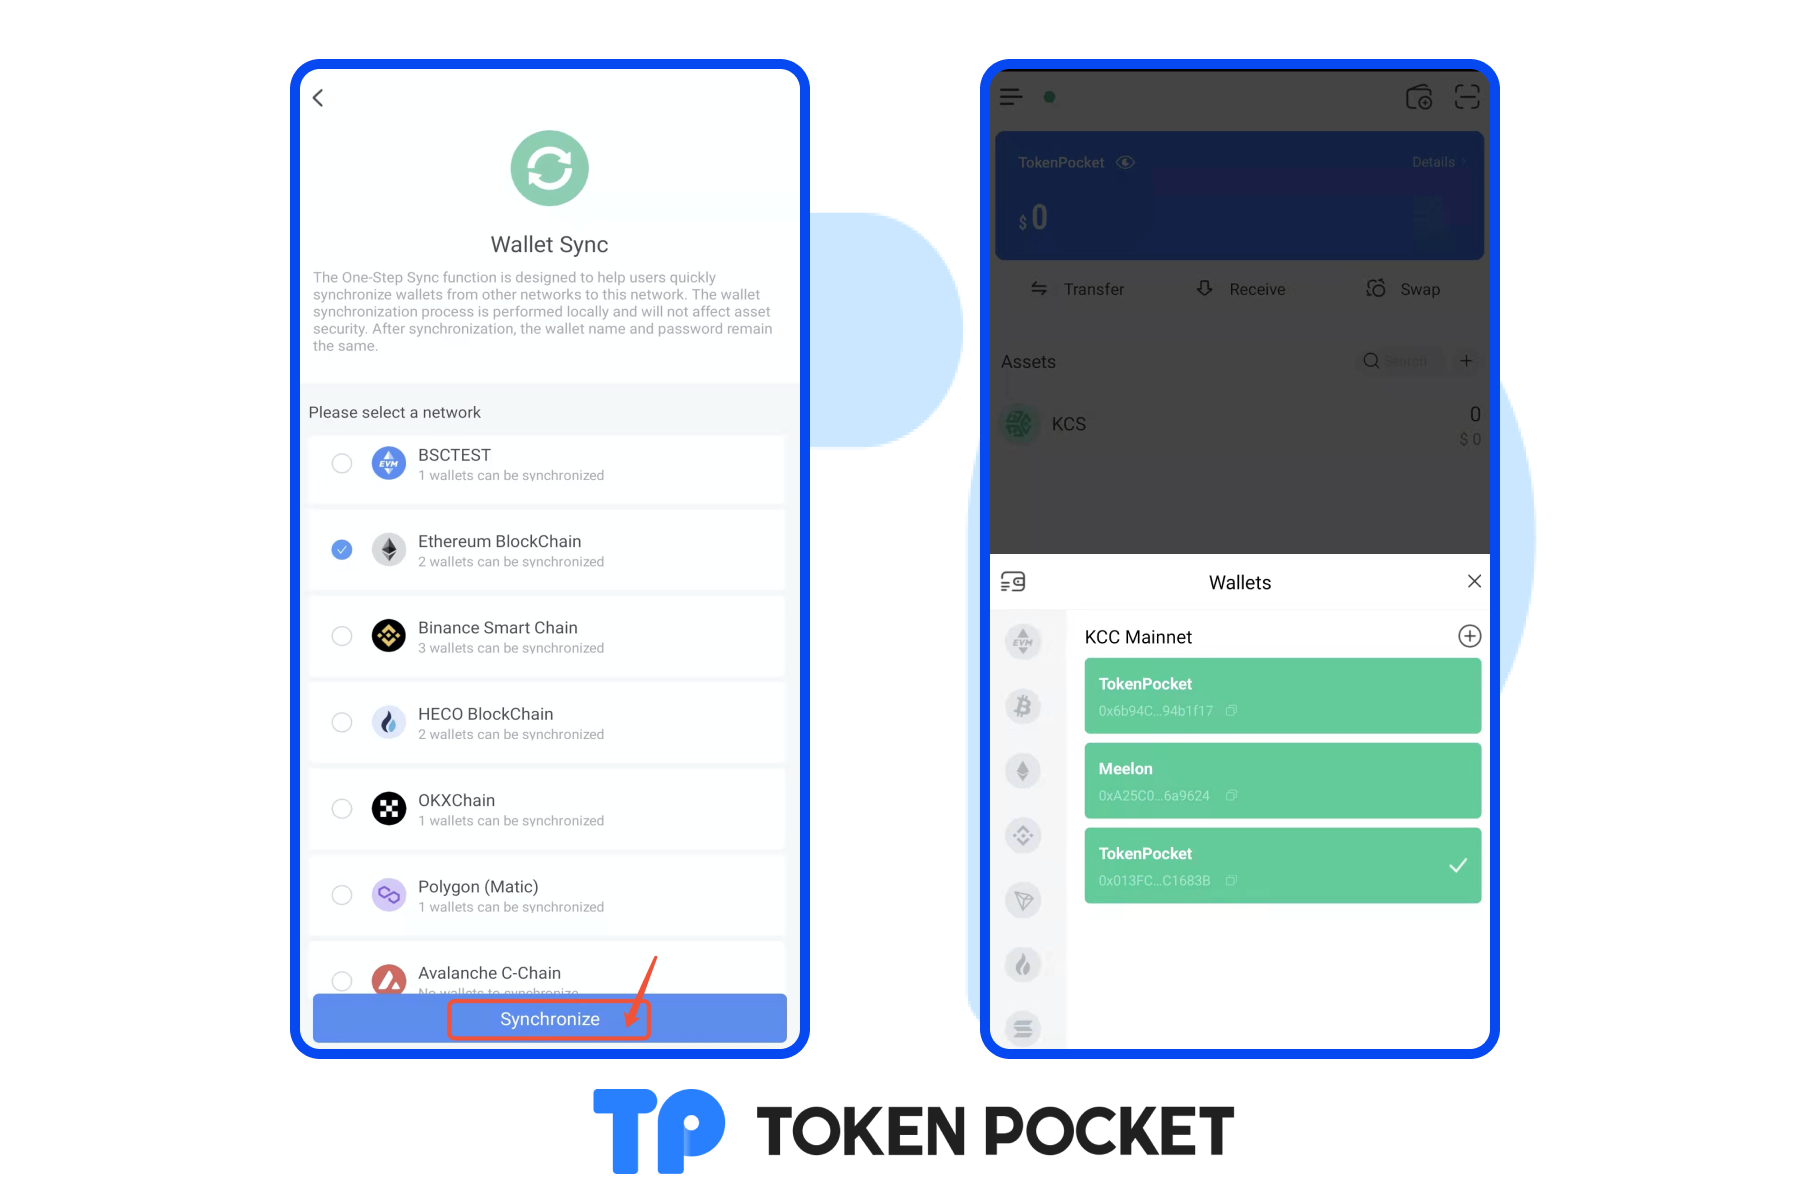 Wallet Sync
The One-Step Sync function is designed to help users quickly
synchronize wallets from other networks to this network. The wallet
synchronization process is performed locally and will not affect asset
security. After synchronization, the wallet name and password remain
the same.
Please select a network
BSCTEST
1 wallets can be synchronized
Ethereum BlockChain
2 wallets can be synchronized
Binance Smart Chain
3 wallets can be synchronized
HECO BlockChain
2 wallets can be synchronized
OKXChain
1 wallets can be synchronized
Polygon (Matic)
1 wallets can be synchronized
Avalanche C-Chain
No wallets to synchronize
Synchronize
EVM
TokenPocket
Details
$ 0
Transfer
Receive
Swap
Assets
Search
KCS
0
$ 0
Wallets
EVM
KCC Mainnet
TokenPocket
0x6b94C...94b1f17
Meelon
0xA25C0...6a9624
TokenPocket
0x013FC...C1683B
TP TOKEN POCKET